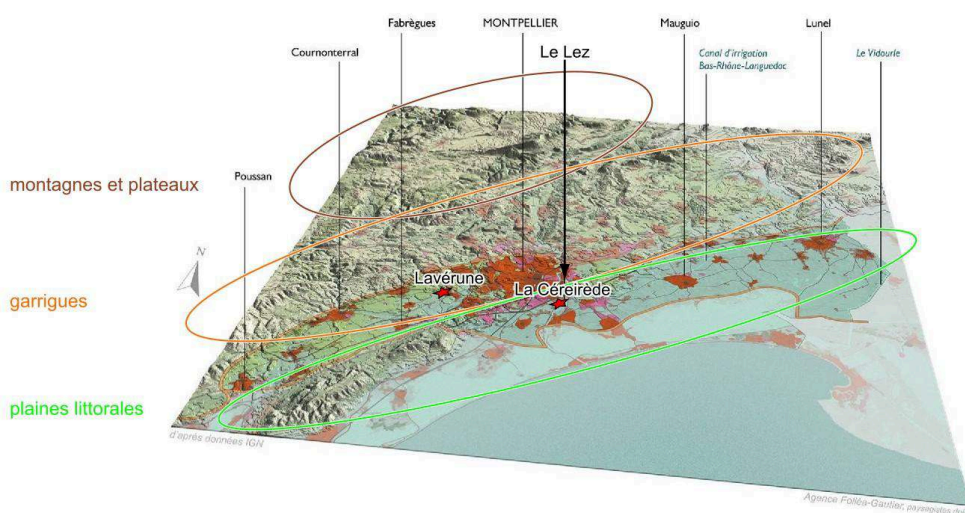 Fabrègues
MONTPELLIER
Mauguio
Lunel
Cournonterral
Le Lez
Canal d'irrigation
Bas-Rhône-Languedoc
Le Vidourle
montagnes et plateaux
Poussan
N
Lavérune
La Céreirède
garrigues
plaines littorales
d'après données IGN
Agence Folléa-Gautier, paysagistes